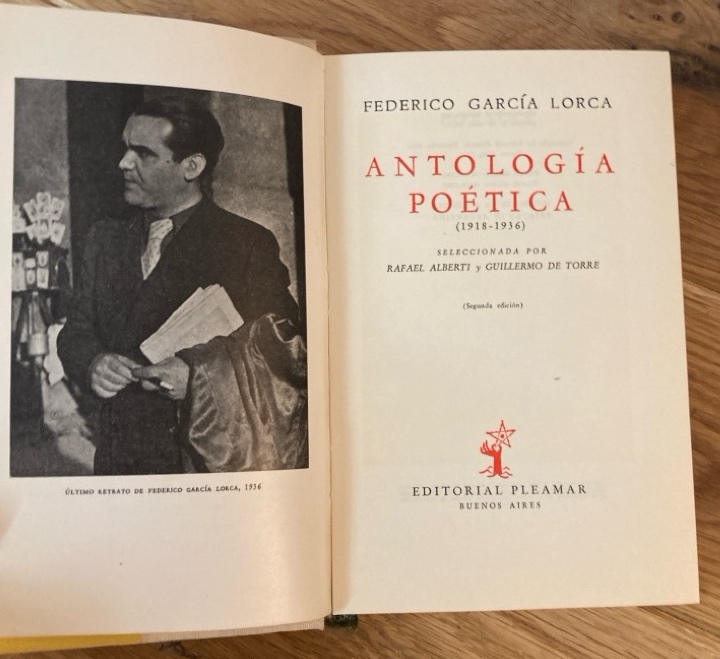 ÚLTIMO RETRATO DE FEDERICO GARCÍA LORCA, 1936
FEDERICO GARCÍA LORCA
ANTOLOGÍA
POÉTICA
(1918-1936)
SELECCIONADA POR
RAFAEL ALBERTI y GUILLERMO DE TORRE
(Segunda edición)
EDITORIAL PLEAMAR
BUENOS AIRES